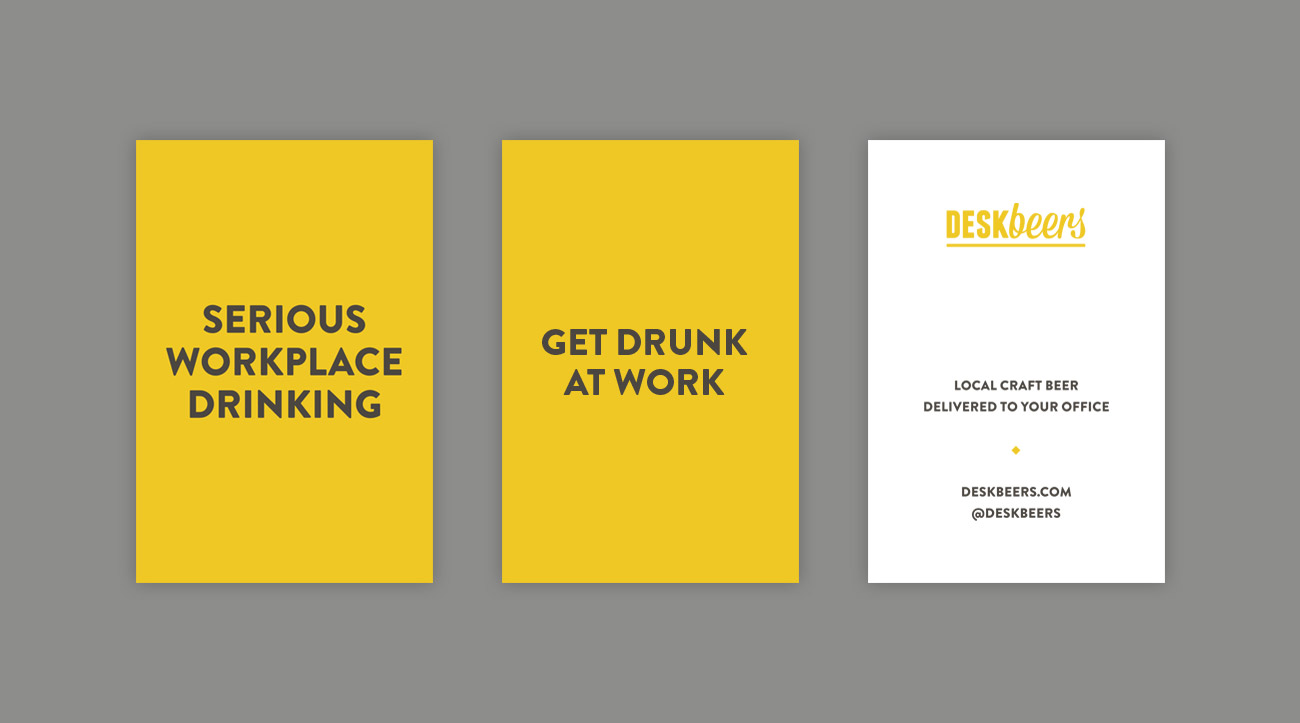 SERIOUS
WORKPLACE
DRINKING
GET DRUNK
AT WORK
DESKbeers
LOCAL CRAFT BEER
DELIVERED TO YOUR OFFICE
DESKBEERS.COM
@DESKBEERS